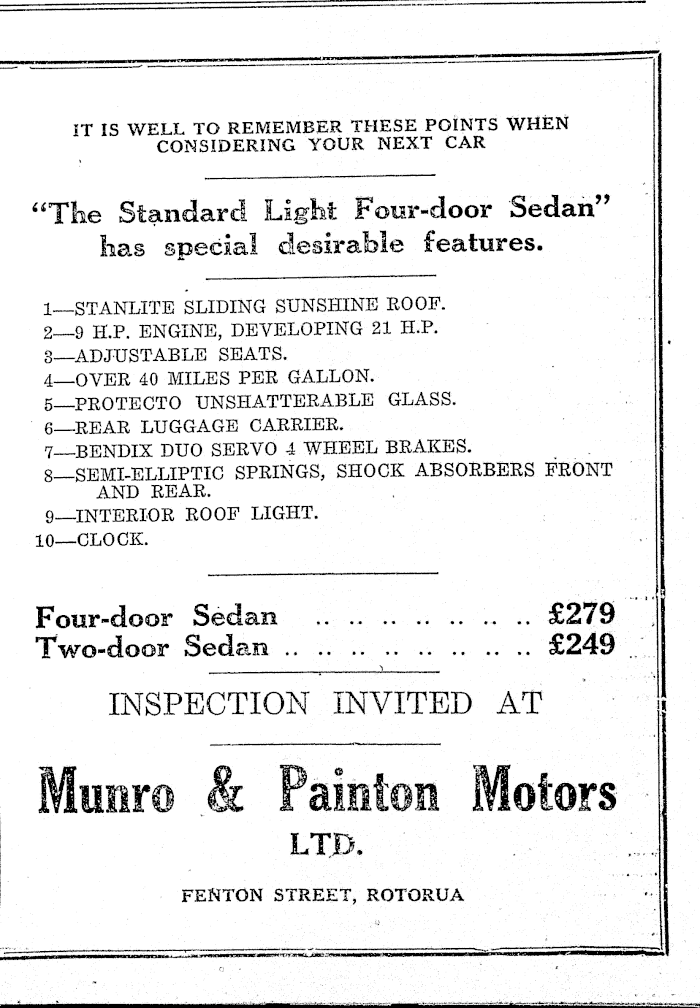 IT IS WELL TO REMEMBER THESE POINTS WHEN
CONSIDERING YOUR NEXT CAR
“The Standard Light Four-door Sedan”
has special desirable features.
1—STANLITE SLIDING SUNSHINE ROOF.
2—9 H.P. ENGINE, DEVELOPING 21 H.P.
3—ADJUSTABLE SEATS.
4—OVER 40 MILES PER GALLON.
5—PROTECTO UNSHATTERABLE GLASS.
6—REAR LUGGAGE CARRIER.
7—BENDIX DUO SERVO 4 WHEEL BRAKES.
8—SEMI-ELLIPTIC SPRINGS, SHOCK ABSORBERS FRONT
AND REAR.
9—INTERIOR ROOF LIGHT.
10—CLOCK.
Four-door Sedan .. .. .. .. .. .. .. £279
Two-door Sedan .. .. .. .. .. .. .. .. £249
INSPECTION INVITED AT
Munro & Painton Motors
LTD.
FENTON STREET, ROTORUA